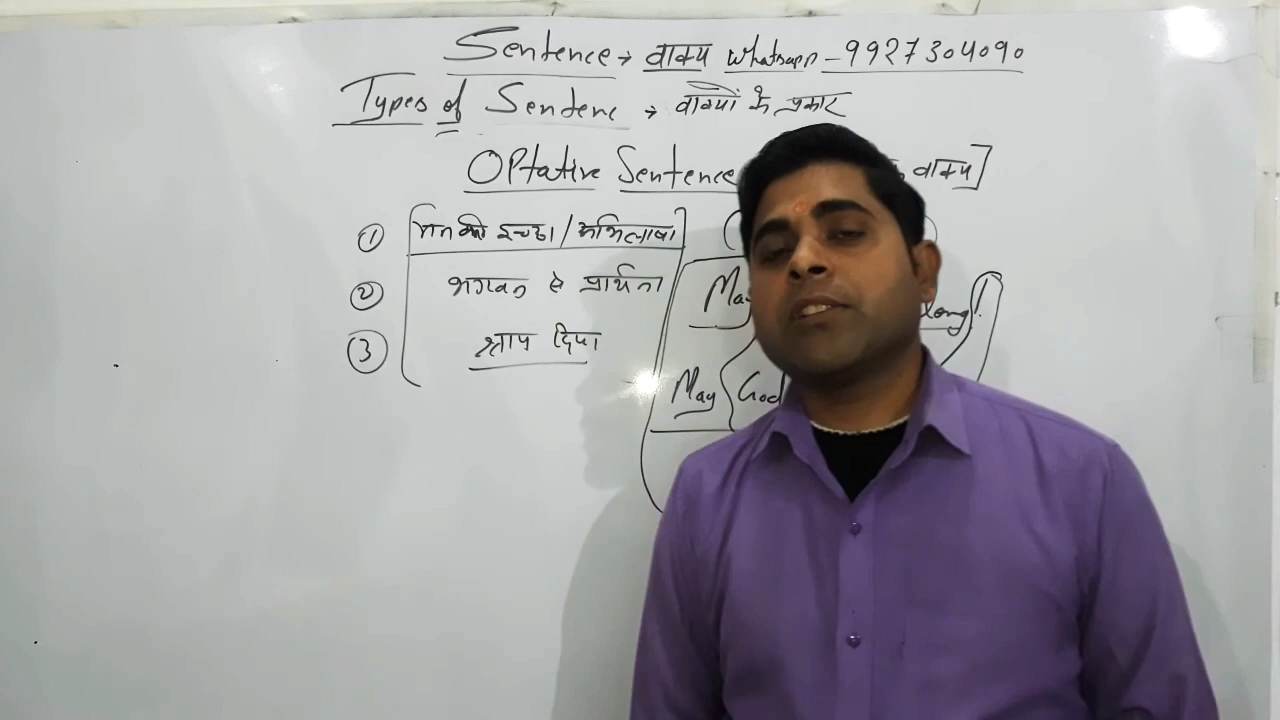 Sentence → वाक्य Whatsapp - 9927304090
Types of Sentenc → वाक्यों के प्रकार
OPtative Sentence वाक्य]
① मन की इच्छा / अभिलाषा
② भगवान से प्रार्थना
③ श्राप दिया
May long!
May God